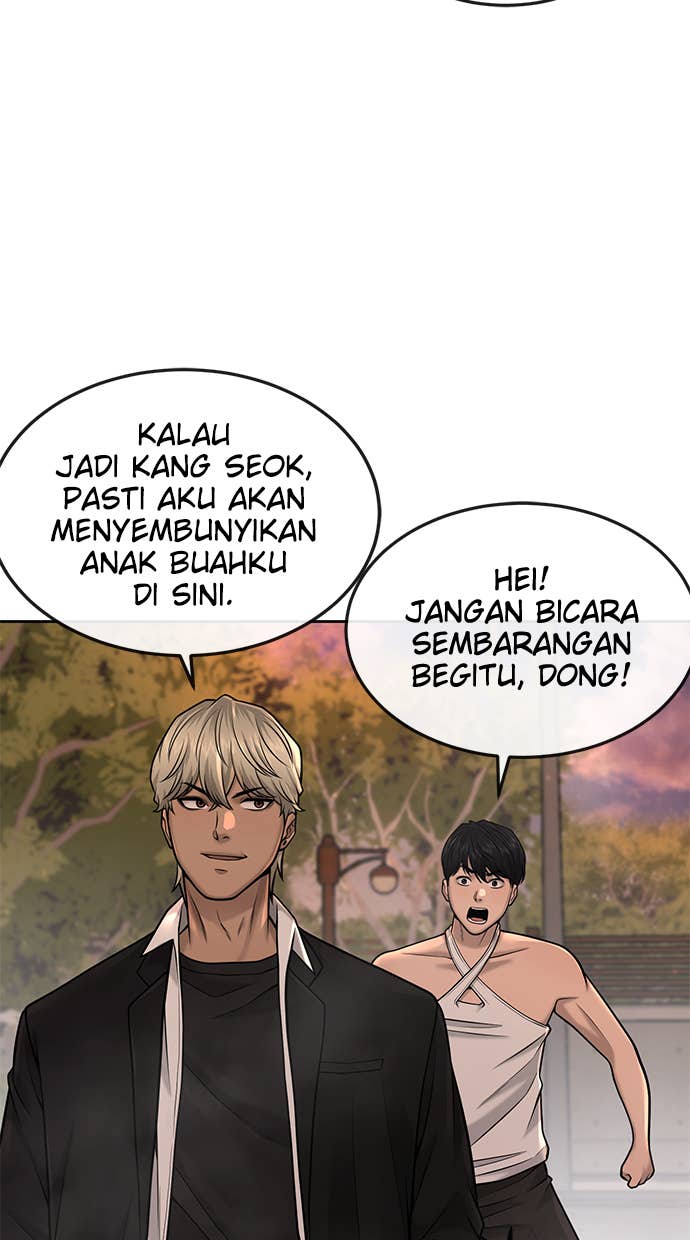 KALAU
JADI KANG SEOK,
PASTI AKU AKAN
MENYEMBUNYIKAN
ANAK BUAHKU
DI SINI.
HEI!
JANGAN BICARA
SEMBARANGAN
BEGITU, DONG!